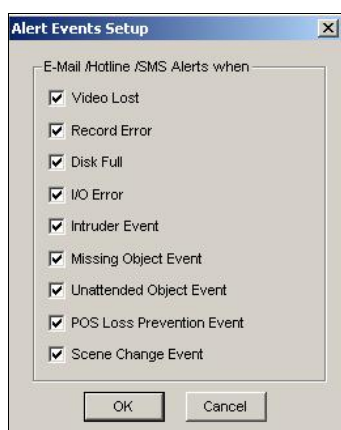 Alert Events Setup
E-Mail /Hotline /SMS Alerts when
Video Lost
Record Error
Disk Full
I/O Error
Intruder Event
Missing Object Event
Unattended Object Event
POS Loss Prevention Event
Scene Change Event
OK Cancel